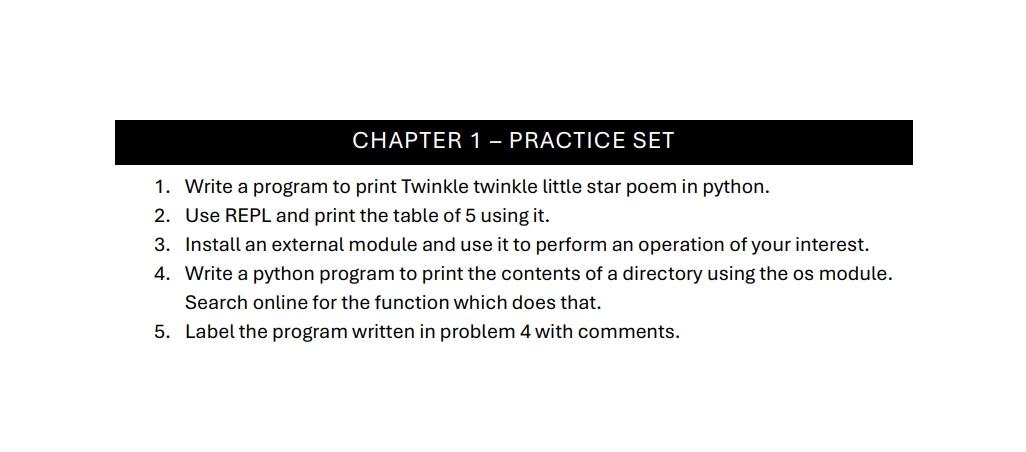 CHAPTER 1 – PRACTICE SET
1. Write a program to print Twinkle twinkle little star poem in python.
2. Use REPL and print the table of 5 using it.
3. Install an external module and use it to perform an operation of your interest.
4. Write a python program to print the contents of a directory using the os module.
Search online for the function which does that.
5. Label the program written in problem 4 with comments.